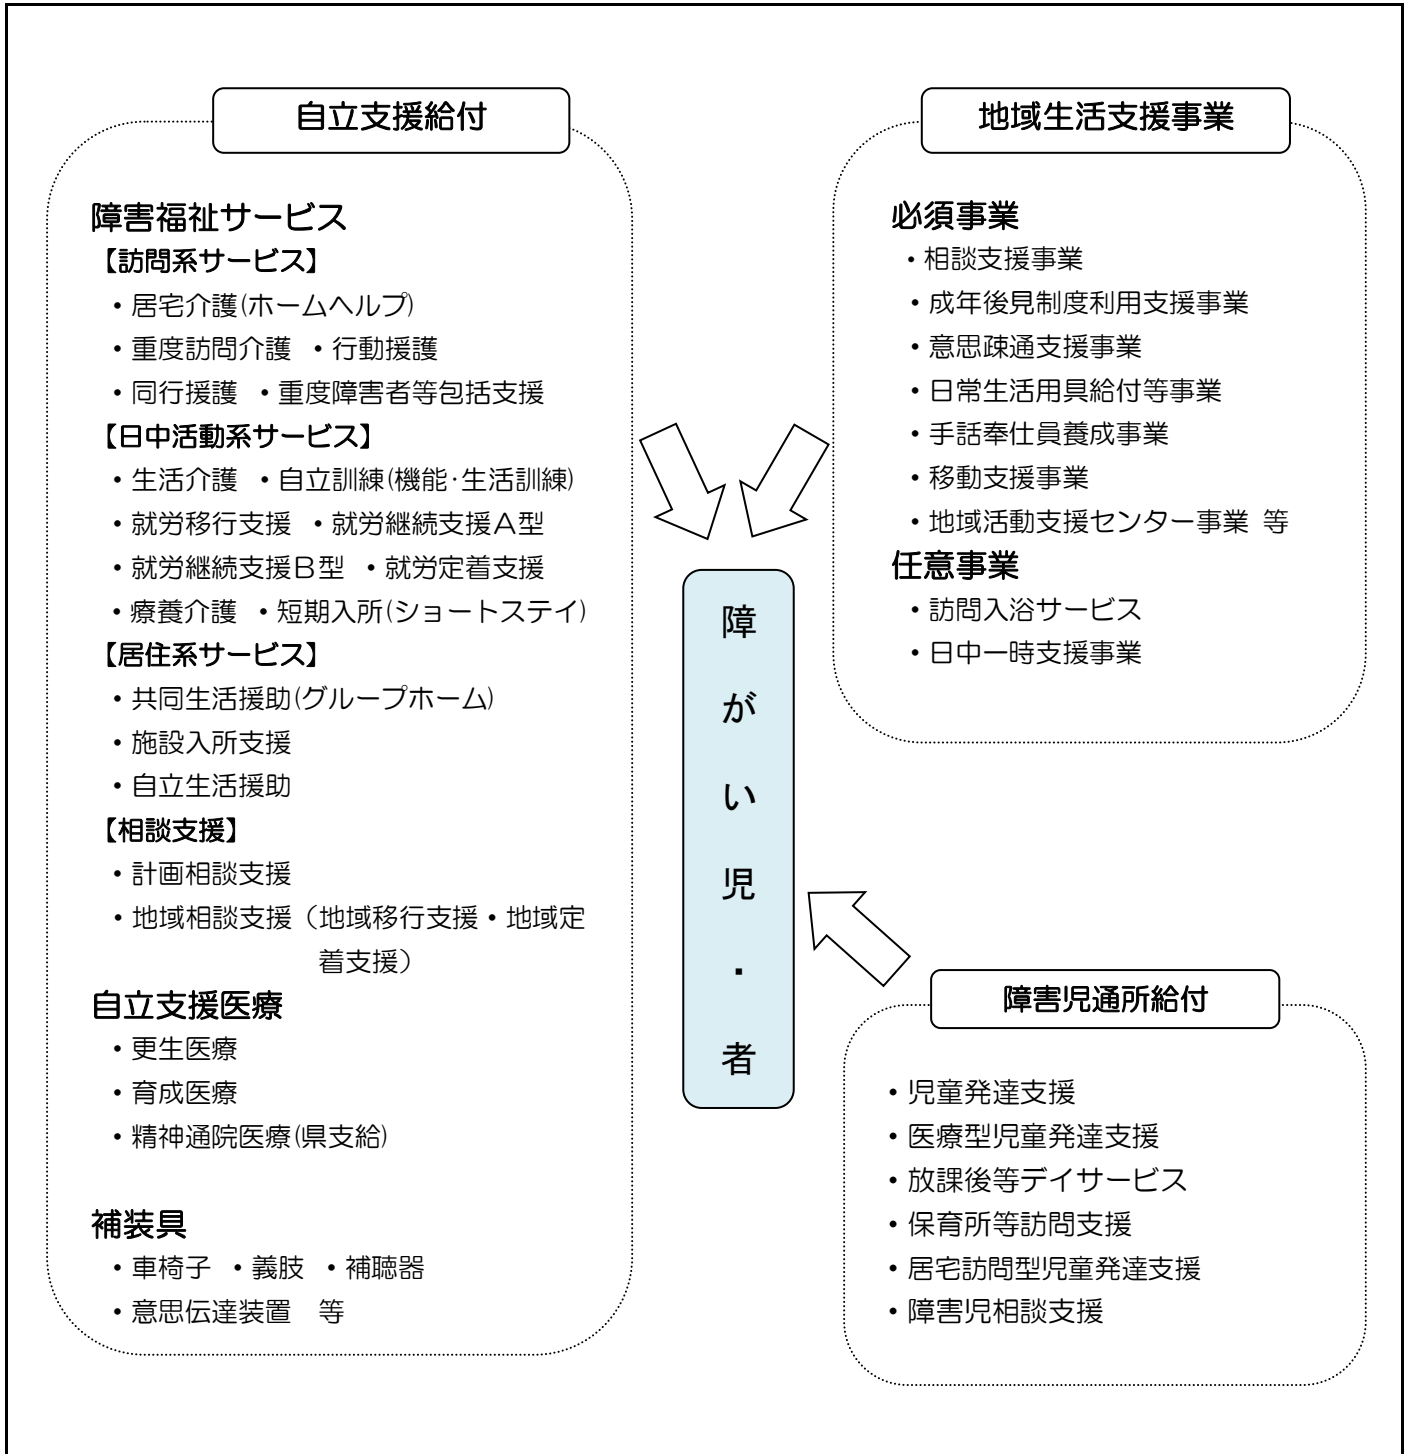 自立支援給付
障害福祉サービス
【訪問系サービス】
・居宅介護(ホームヘルプ)
・重度訪問介護 ・行動援護
・同行援護 ・重度障害者等包括支援
【日中活動系サービス】
・生活介護 ・自立訓練(機能・生活訓練)
・就労移行支援 ・就労継続支援A型
・就労継続支援B型 ・就労定着支援
・療養介護 ・短期入所(ショートステイ)
【居住系サービス】
・共同生活援助(グループホーム)
・施設入所支援
・自立生活援助
【相談支援】
・計画相談支援
・地域相談支援（地域移行支援・地域定
着支援）
自立支援医療
・更生医療
・育成医療
・精神通院医療(県支給)
補装具
・車椅子 ・義肢 ・補聴器
・意思伝達装置 等
障がい児・者
地域生活支援事業
必須事業
・相談支援事業
・成年後見制度利用支援事業
・意思疎通支援事業
・日常生活用具給付等事業
・手話奉仕員養成事業
・移動支援事業
・地域活動支援センター事業 等
任意事業
・訪問入浴サービス
・日中一時支援事業
障害児通所給付
・児童発達支援
・医療型児童発達支援
・放課後等デイサービス
・保育所等訪問支援
・居宅訪問型児童発達支援
・障害児相談支援